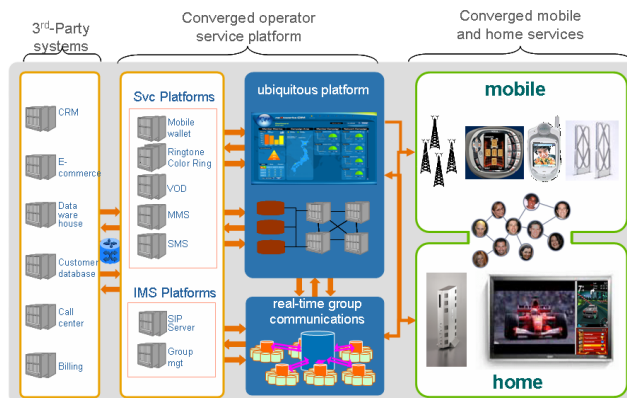 3rd-Party
systems
Converged operator
service platform
Converged mobile
and home services
CRM
E-
commerce
Data
ware
house
Customer
database
Call
center
Billing
Svc Platforms
Mobile
wallet
Ringtone
Color Ring
VOD
MMS
SMS
IMS Platforms
SIP
Server
Group
mgt
ubiquitous platform
real-time group
communications
mobile
home